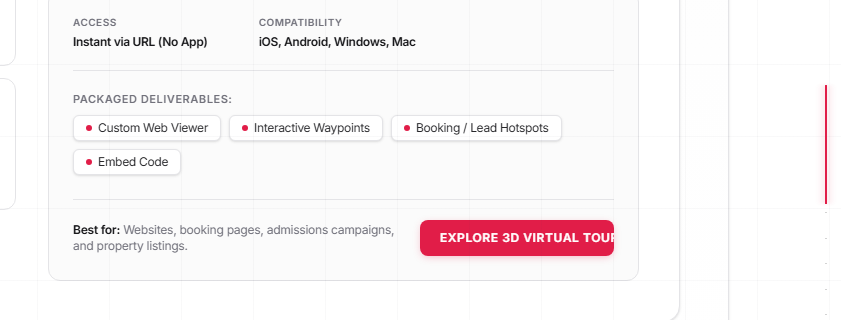 ACCESS
COMPATIBILITY
Instant via URL (No App)
iOS, Android, Windows, Mac
PACKAGED DELIVERABLES:
Custom Web Viewer
Interactive Waypoints
Booking / Lead Hotspots
Embed Code
Best for: Websites, booking pages, admissions campaigns,
and property listings.
EXPLORE 3D VIRTUAL TOUR